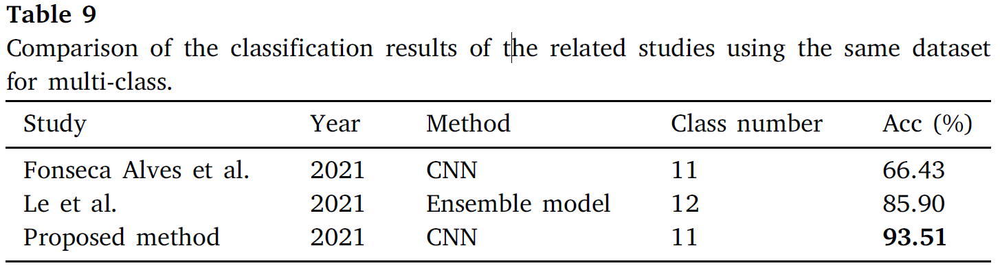 Table 9
Comparison of the classification results of the related studies using the same dataset
for multi-class.
Study Year Method Class number Acc (%)
Fonseca Alves et al. 2021 CNN 11 66.43
Le et al. 2021 Ensemble model 12 85.90
Proposed method 2021 CNN 11 93.51